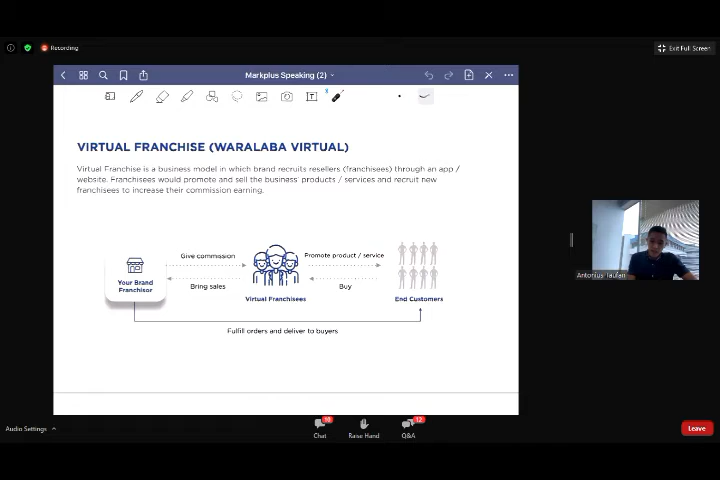 Recording
Exit Full Screen
Markplus Speaking (2)
VIRTUAL FRANCHISE (WARALABA VIRTUAL)
Virtual Franchise is a business model in which brand recruits resellers (franchisees) through an app /
website. Franchisees would promote and sell the business' products / services and recruit new
franchisees to increase their commission earning.
Give commission
Promote product / service
Your Brand
Franchisor
Bring sales
Buy
Virtual Franchisees
End Customers
Fulfill orders and deliver to buyers
Antonius Taufan
Audio Settings
10
12
Chat
Raise Hand
Q&A
Leave